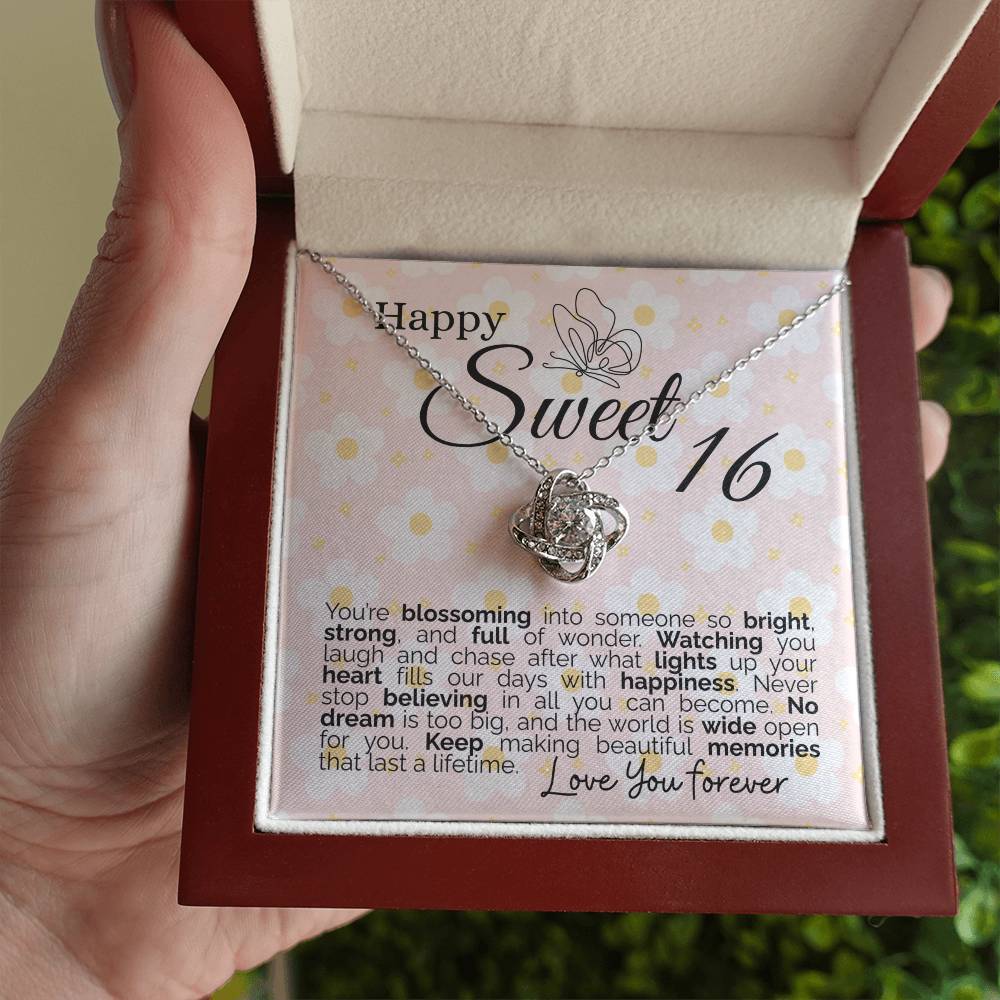 Happy
Sweet
16
You're blossoming into someone so bright,
strong, and full of wonder. Watching you
laugh and chase after what lights up your
heart fills our days with happiness. Never
stop believing in all you can become. No
dream is too big, and the world is wide open
for you. Keep making beautiful memories
that last a lifetime.
Love You forever